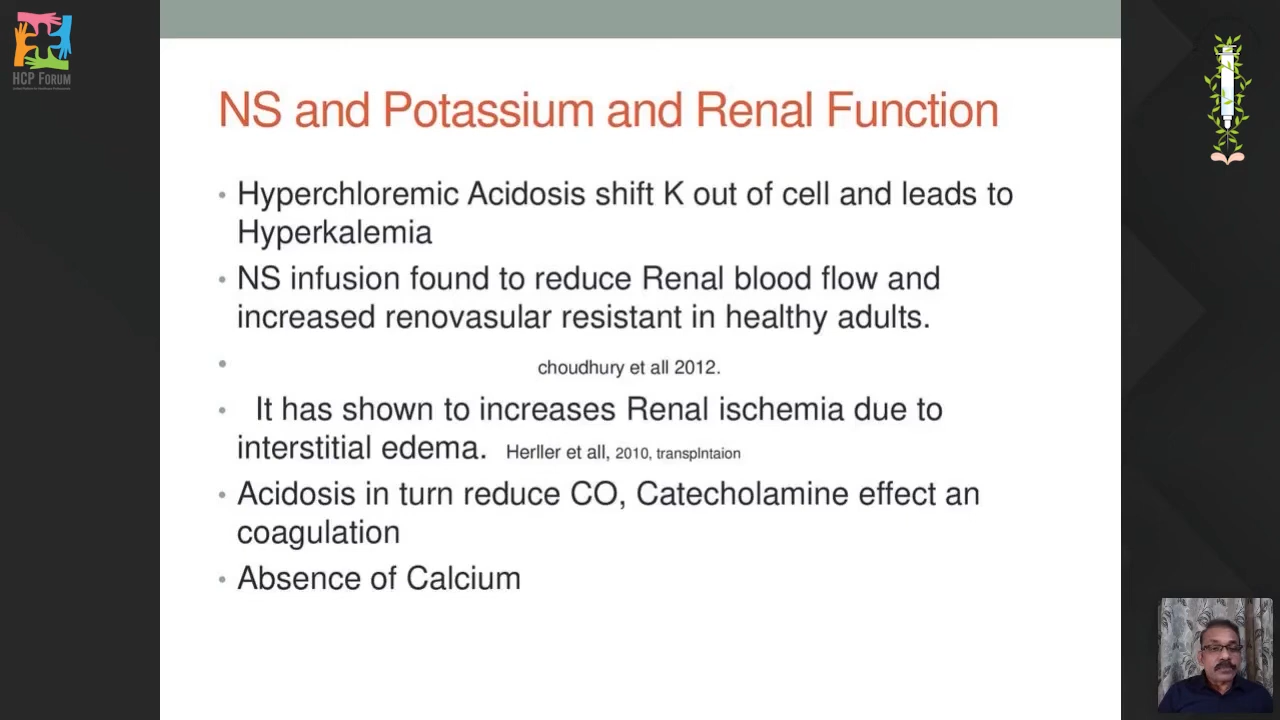 HCP FORUM
NS and Potassium and Renal Function
• Hyperchloremic Acidosis shift K out of cell and leads to
Hyperkalemia
• NS infusion found to reduce Renal blood flow and
increased renovasular resistant in healthy adults.
• choudhury et all 2012.
• It has shown to increases Renal ischemia due to
interstitial edema. Herller et all, 2010, transplntaion
• Acidosis in turn reduce CO, Catecholamine effect an
coagulation
• Absence of Calcium